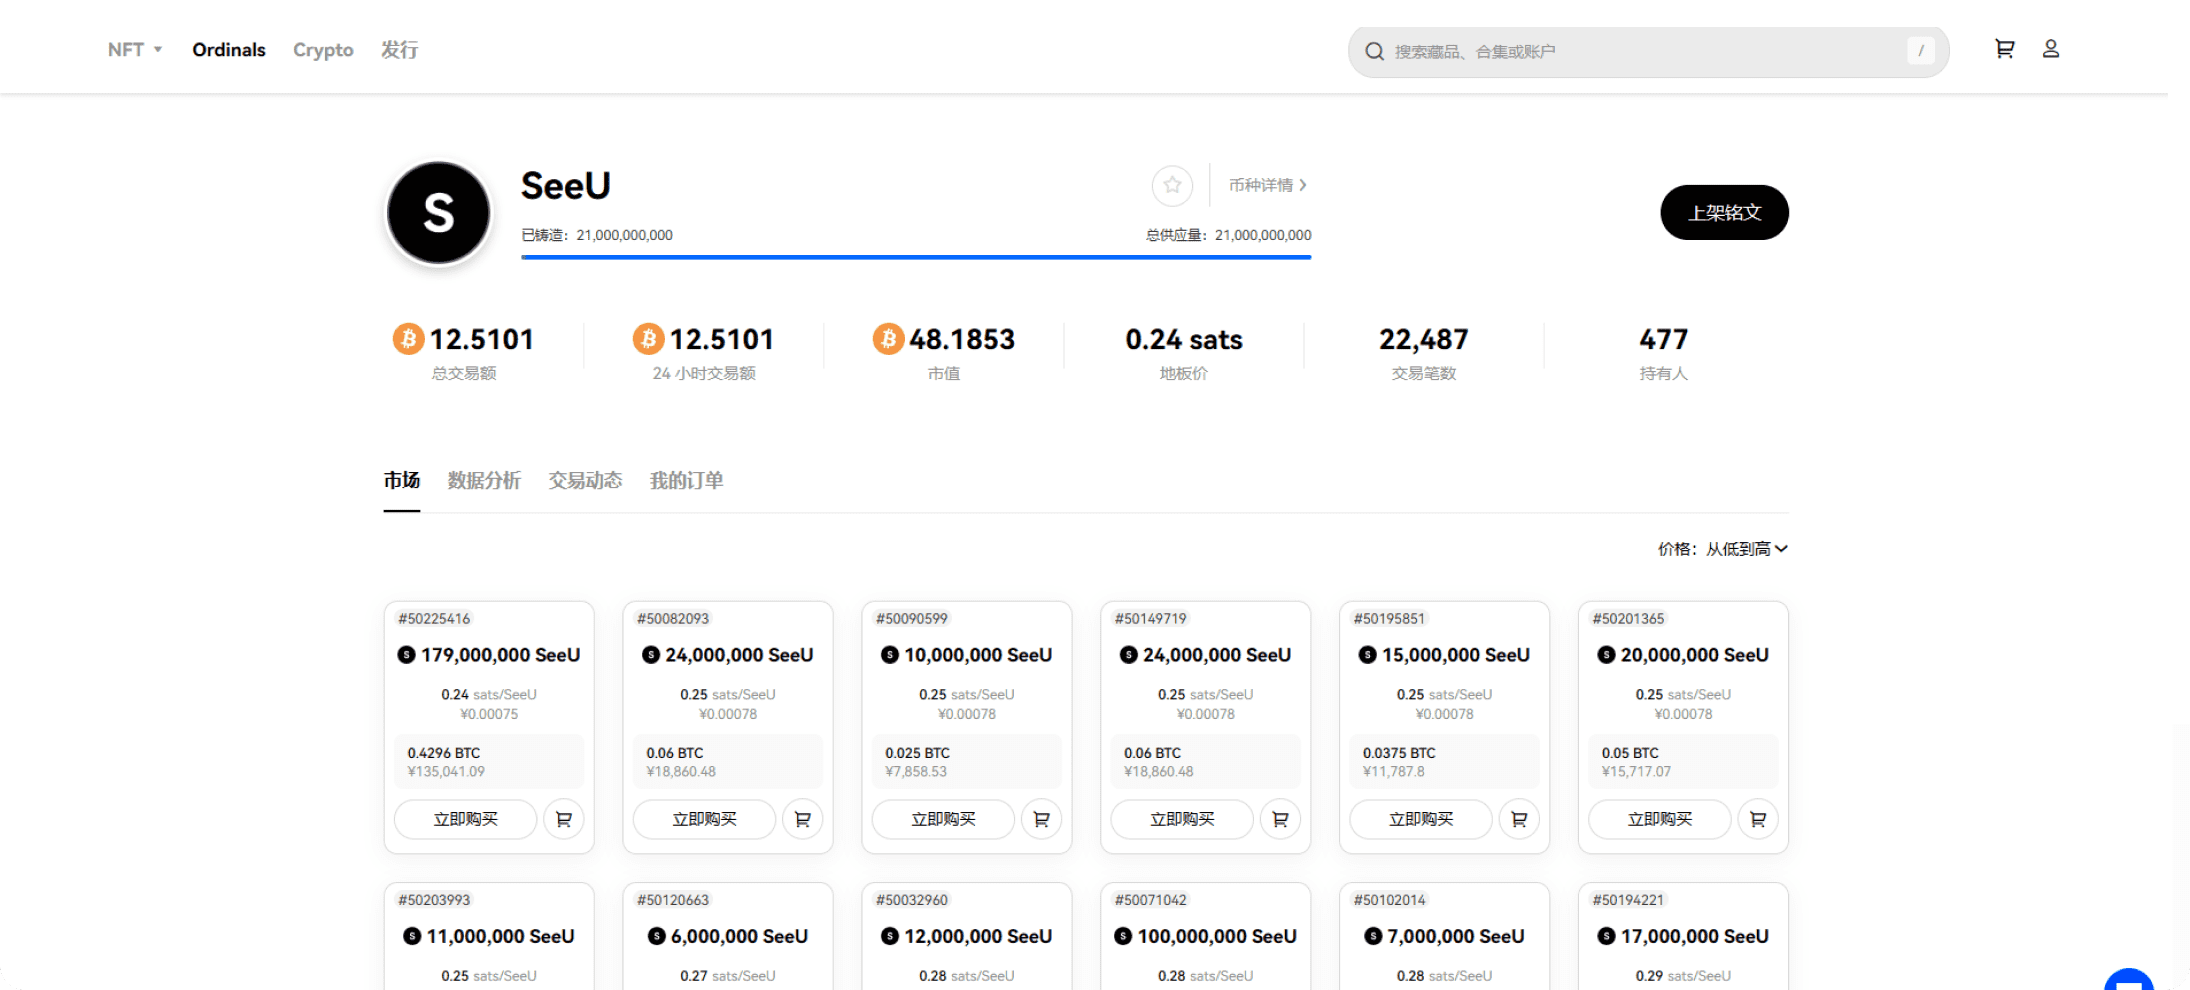 NFT Ordinals Crypto 发行 搜索藏品、合集或账户 /
S
SeeU
币种详情
上架铭文
已铸造：21,000,000,000 总供应量：21,000,000,000
12.5101 12.5101 48.1853 0.24 sats 22,487 477
总交易额 24 小时交易额 市值 地板价 交易笔数 持有人
市场 数据分析 交易动态 我的订单
价格：从低到高
#50225416 #50082093 #50090599 #50149719 #50195851 #50201365
S 179,000,000 SeeU S 24,000,000 SeeU S 10,000,000 SeeU S 24,000,000 SeeU S 15,000,000 SeeU S 20,000,000 SeeU
0.24 sats/SeeU 0.25 sats/SeeU 0.25 sats/SeeU 0.25 sats/SeeU 0.25 sats/SeeU 0.25 sats/SeeU
¥0.00075 ¥0.00078 ¥0.00078 ¥0.00078 ¥0.00078 ¥0.00078
0.4296 BTC 0.06 BTC 0.025 BTC 0.06 BTC 0.0375 BTC 0.05 BTC
¥135,041.09 ¥18,860.48 ¥7,858.53 ¥18,860.48 ¥11,787.8 ¥15,717.07
立即购买 立即购买 立即购买 立即购买 立即购买 立即购买
#50203993 #50120663 #50032960 #50071042 #50102014 #50194221
S 11,000,000 SeeU S 6,000,000 SeeU S 12,000,000 SeeU S 100,000,000 SeeU S 7,000,000 SeeU S 17,000,000 SeeU
0.25 sats/SeeU 0.27 sats/SeeU 0.28 sats/SeeU 0.28 sats/SeeU 0.28 sats/SeeU 0.29 sats/SeeU